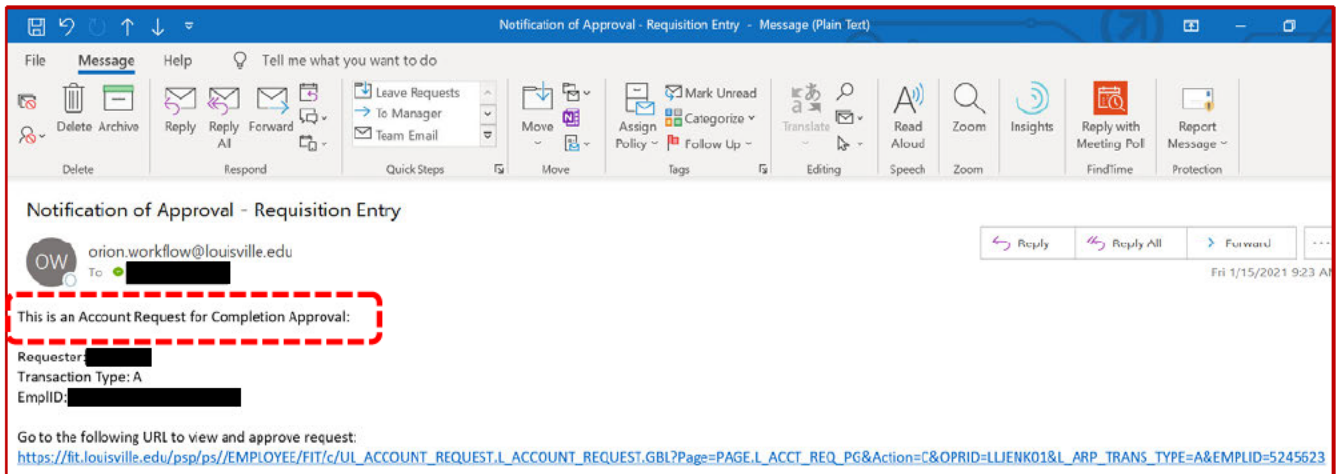 Notification of Approval - Requisition Entry - Message (Plain Text)
File Message Help Tell me what you want to do
Delete Archive Reply Reply All Forward Leave Requests To Manager Team Email Move Assign Policy Mark Unread Categorize Follow Up Translate Read Aloud Zoom Insights Reply with Meeting Poll Report Message
Delete Respond Quick Steps Move Tags Editing Speech Zoom FindTime Protection
Notification of Approval - Requisition Entry
OW
orion.workflow@louisville.edu
To
Reply Reply All Forward
Fri 1/15/2021 9:23 AM
This is an Account Request for Completion Approval:
Requester:
Transaction Type: A
EmplID:
Go to the following URL to view and approve request:
https://fit.louisville.edu/psp/ps//EMPLOYEE/FIT/c/UL_ACCOUNT_REQUEST.L_ACCOUNT_REQUEST.GBL?Page=PAGE.L_ACCT_REQ_PG&Action=C&OPRID=LLJENK01&L_ARP_TRANS_TYPE=A&EMPLID=5245623